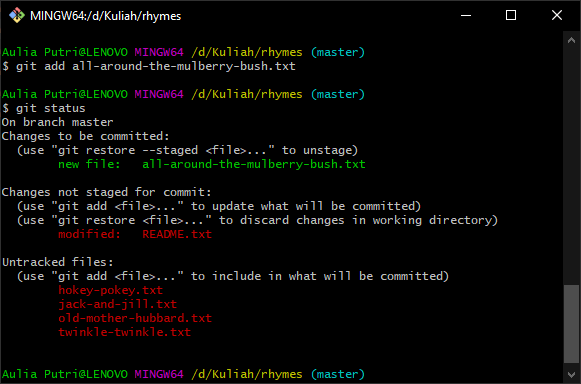 MINGW64:/d/Kuliah/rhymes
Aulia Putri@LENOVO MINGW64 /d/Kuliah/rhymes (master)
$ git add all-around-the-mulberry-bush.txt
Aulia Putri@LENOVO MINGW64 /d/Kuliah/rhymes (master)
$ git status
On branch master
Changes to be committed:
  (use "git restore --staged <file>..." to unstage)
        new file:   all-around-the-mulberry-bush.txt
Changes not staged for commit:
  (use "git add <file>..." to update what will be committed)
  (use "git restore <file>..." to discard changes in working directory)
        modified:   README.txt
Untracked files:
  (use "git add <file>..." to include in what will be committed)
        hokey-pokey.txt
        jack-and-jill.txt
        old-mother-hubbard.txt
        twinkle-twinkle.txt
Aulia Putri@LENOVO MINGW64 /d/Kuliah/rhymes (master)